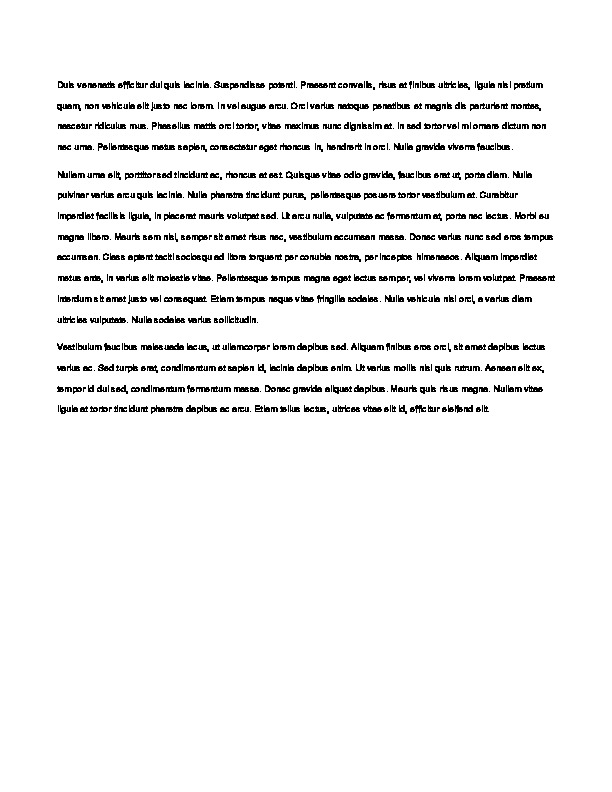 Duis venenatis efficitur dui quis lacinia. Suspendisse potenti. Praesent convallis, risus et finibus ultricies, ligula nisl pretium
quam, non vehicula elit justo nec lorem. In vel augue arcu. Orci varius natoque penatibus et magnis dis parturient montes,
nascetur ridiculus mus. Phasellus mattis orci tortor, vitae maximus nunc dignissim at. In sed tortor vel mi ornare dictum non
nec urna. Pellentesque metus sapien, consectetur eget rhoncus in, hendrerit in orci. Nulla gravida viverra faucibus.
Nullam urna elit, porttitor sed tincidunt ac, rhoncus at est. Quisque vitae odio gravida, faucibus erat ut, porta diam. Nulla
pulvinar varius arcu quis lacinia. Nulla pharetra tincidunt purus, pellentesque posuere tortor vestibulum at. Curabitur
imperdiet facilisis ligula, in placerat mauris volutpat sed. Ut arcu nulla, vulputate ac fermentum at, porta nec lectus. Morbi eu
magna libero. Mauris sem nisl, semper sit amet risus nec, vestibulum accumsan massa. Donec varius nunc sed eros tempus
accumsan. Class aptent taciti sociosqu ad litora torquent per conubia nostra, per inceptos himenaeos. Aliquam imperdiet
metus ante, in varius elit molestie vitae. Pellentesque tempus magna eget lectus semper, vel viverra lorem volutpat. Praesent
interdum sit amet justo vel consequat. Etiam tempus neque vitae fringilla sodales. Nulla vehicula nisl orci, a varius diam
ultricies vulputate. Nulla sodales varius sollicitudin.
Vestibulum faucibus malesuada lacus, ut ullamcorper lorem dapibus sed. Aliquam finibus eros orci, sit amet dapibus lectus
varius ac. Sed turpis erat, condimentum et sapien id, lacinia dapibus enim. Ut varius mollis nisl quis rutrum. Aenean elit ex,
tempor id dui sed, condimentum fermentum massa. Donec gravida aliquet dapibus. Mauris quis risus magna. Nullam vitae
ligula at tortor tincidunt pharetra dapibus ac arcu. Etiam tellus lectus, ultrices vitae elit id, efficitur eleifend elit.